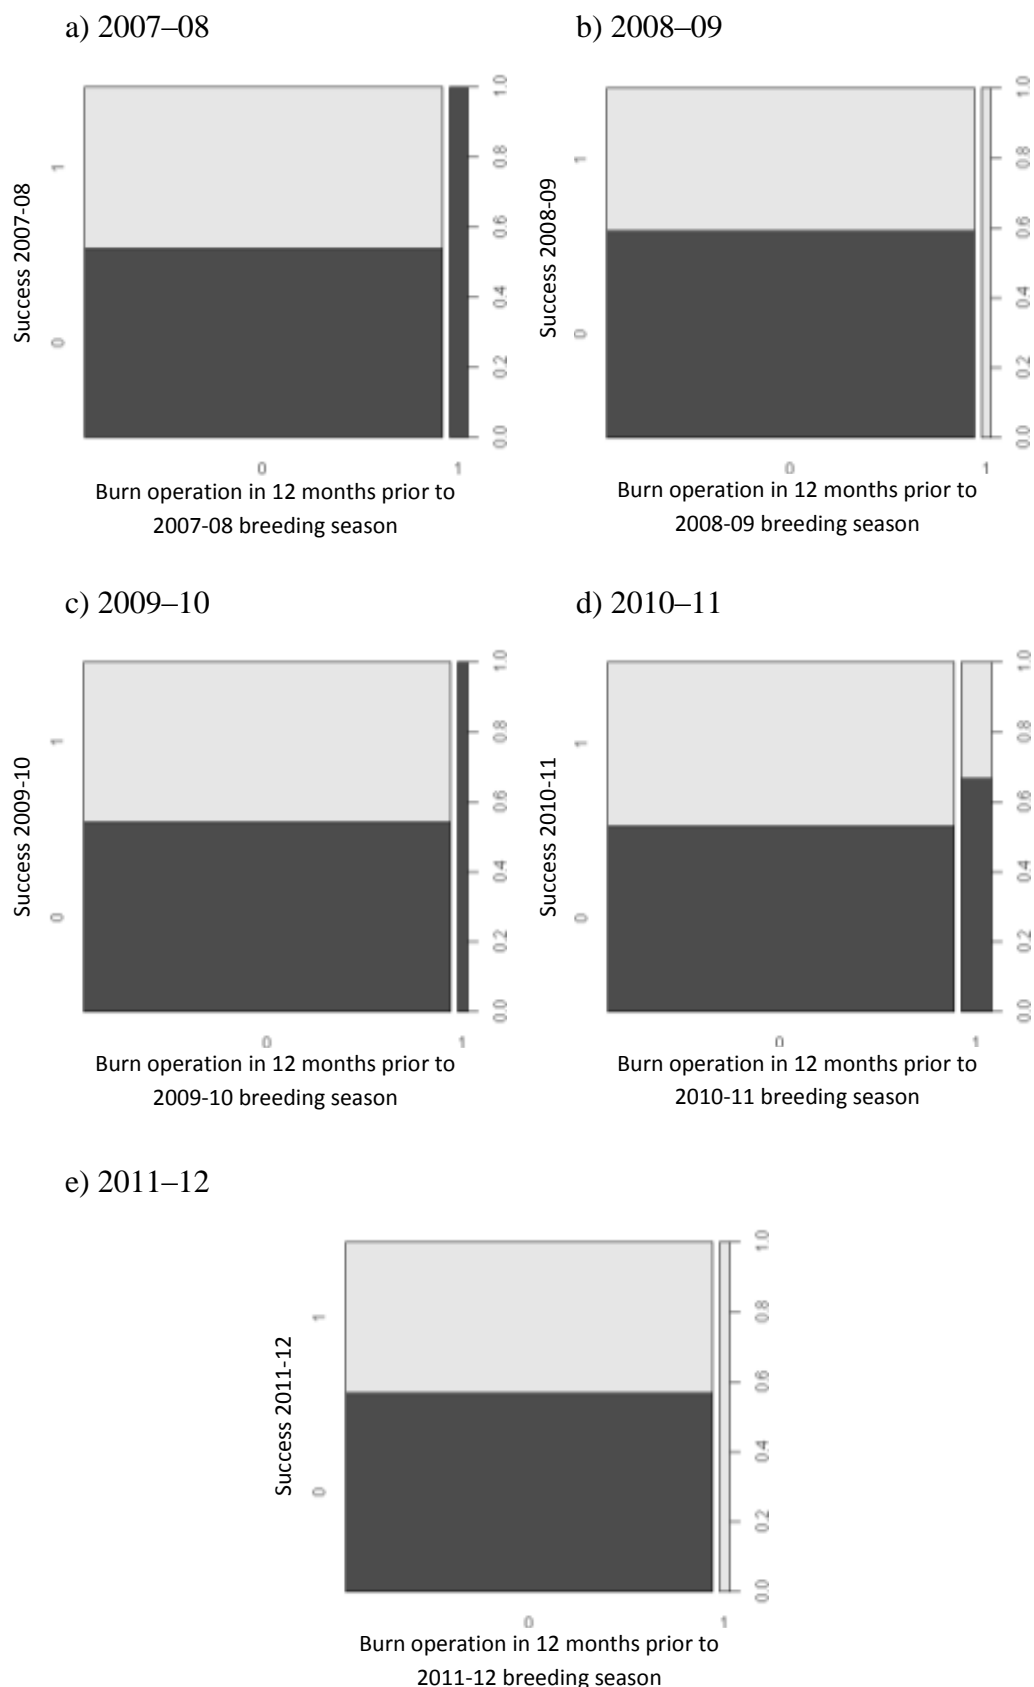 a) 2007–08
b) 2008–09
Success 2007-08
1
0
1.0
0.8
0.6
0.4
0.2
0.0
0
1
Burn operation in 12 months prior to
2007-08 breeding season
Success 2008-09
1
0
1.0
0.8
0.6
0.4
0.2
0.0
0
1
Burn operation in 12 months prior to
2008-09 breeding season
c) 2009–10
d) 2010–11
Success 2009-10
1
0
1.0
0.8
0.6
0.4
0.2
0.0
0
1
Burn operation in 12 months prior to
2009-10 breeding season
Success 2010-11
1
0
1.0
0.8
0.6
0.4
0.2
0.0
0
1
Burn operation in 12 months prior to
2010-11 breeding season
e) 2011–12
Success 2011-12
1
0
1.0
0.8
0.6
0.4
0.2
0.0
0
1
Burn operation in 12 months prior to
2011-12 breeding season